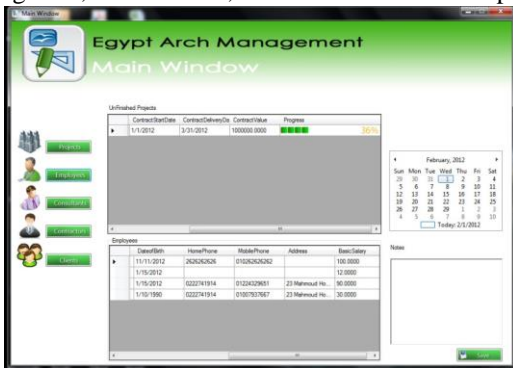 Main Window
Egypt Arch Management
Main Window
UnFinished Projects
ContractStartDate ContractDeliveryDa ContractValue Progress
1/1/2012 3/31/2012 1000000.0000 36%
Projects
Employees
Consultants
Contractors
Clients
February, 2012
Sun Mon Tue Wed Thu Fri Sat
29 30 31 1 2 3 4
5 6 7 8 9 10 11
12 13 14 15 16 17 18
19 20 21 22 23 24 25
26 27 28 29 1 2 3
4 5 6 7 8 9 10
Today: 2/1/2012
Employees
DateofBirth HomePhone MobilePhone Address BasicSalary
11/11/2012 2626262626 010262626262 100.0000
1/15/2012 12.0000
1/15/2012 0222741914 01224329651 23 Mahmoud Ho... 90.0000
1/10/1990 0222741914 01007937667 23 Mahmoud Ho... 30.0000
Notes
Save